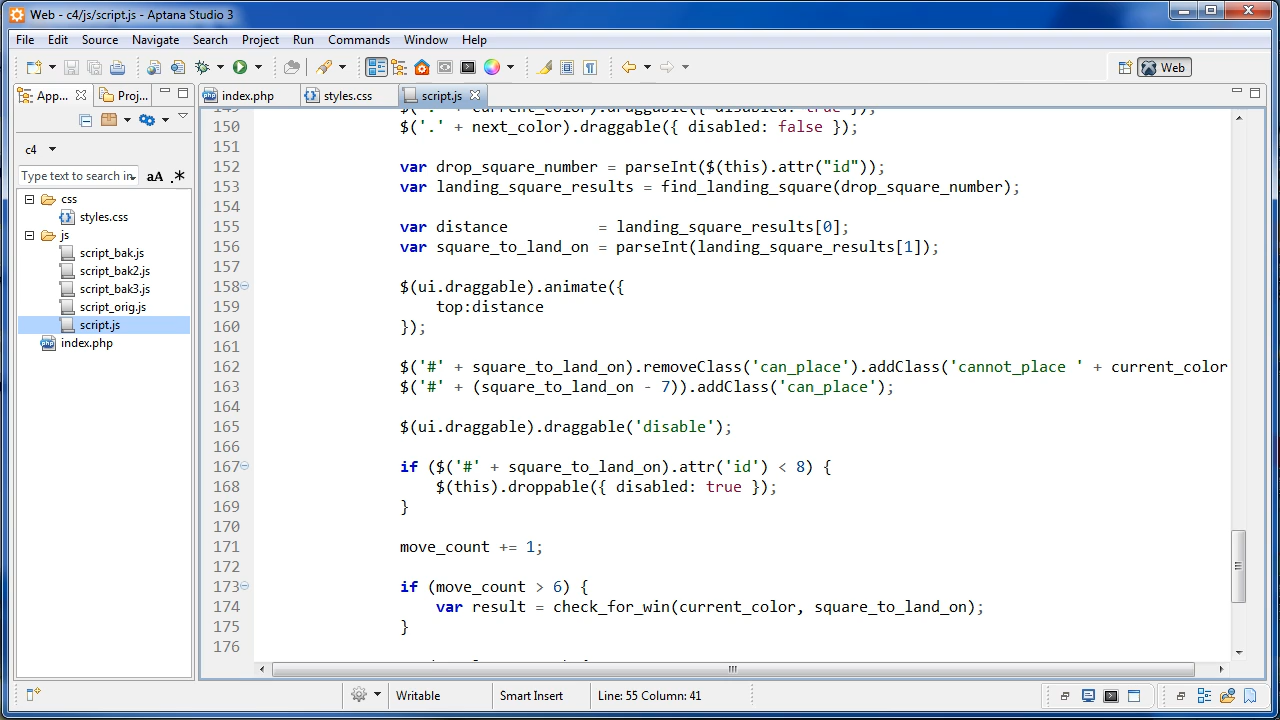 Web - c4/js/script.js - Aptana Studio 3
File Edit Source Navigate Search Project Run Commands Window Help
Web
App... Proj...
index.php styles.css script.js
c4
Type text to search in aA .*
css
styles.css
js
script_bak.js
script_bak2.js
script_bak3.js
script_orig.js
script.js
index.php
149 $('.' + current_color).draggable({ disabled: true });
150 $('.' + next_color).draggable({ disabled: false });
151
152 var drop_square_number = parseInt($(this).attr("id"));
153 var landing_square_results = find_landing_square(drop_square_number);
154
155 var distance = landing_square_results[0];
156 var square_to_land_on = parseInt(landing_square_results[1]);
157
158 $(ui.draggable).animate({
159 top:distance
160 });
161
162 $('#' + square_to_land_on).removeClass('can_place').addClass('cannot_place ' + current_color
163 $('#' + (square_to_land_on - 7)).addClass('can_place');
164
165 $(ui.draggable).draggable('disable');
166
167 if ($('#' + square_to_land_on).attr('id') < 8) {
168 $(this).droppable({ disabled: true });
169 }
170
171 move_count += 1;
172
173 if (move_count > 6) {
174 var result = check_for_win(current_color, square_to_land_on);
175 }
176
Writable Smart Insert Line: 55 Column: 41